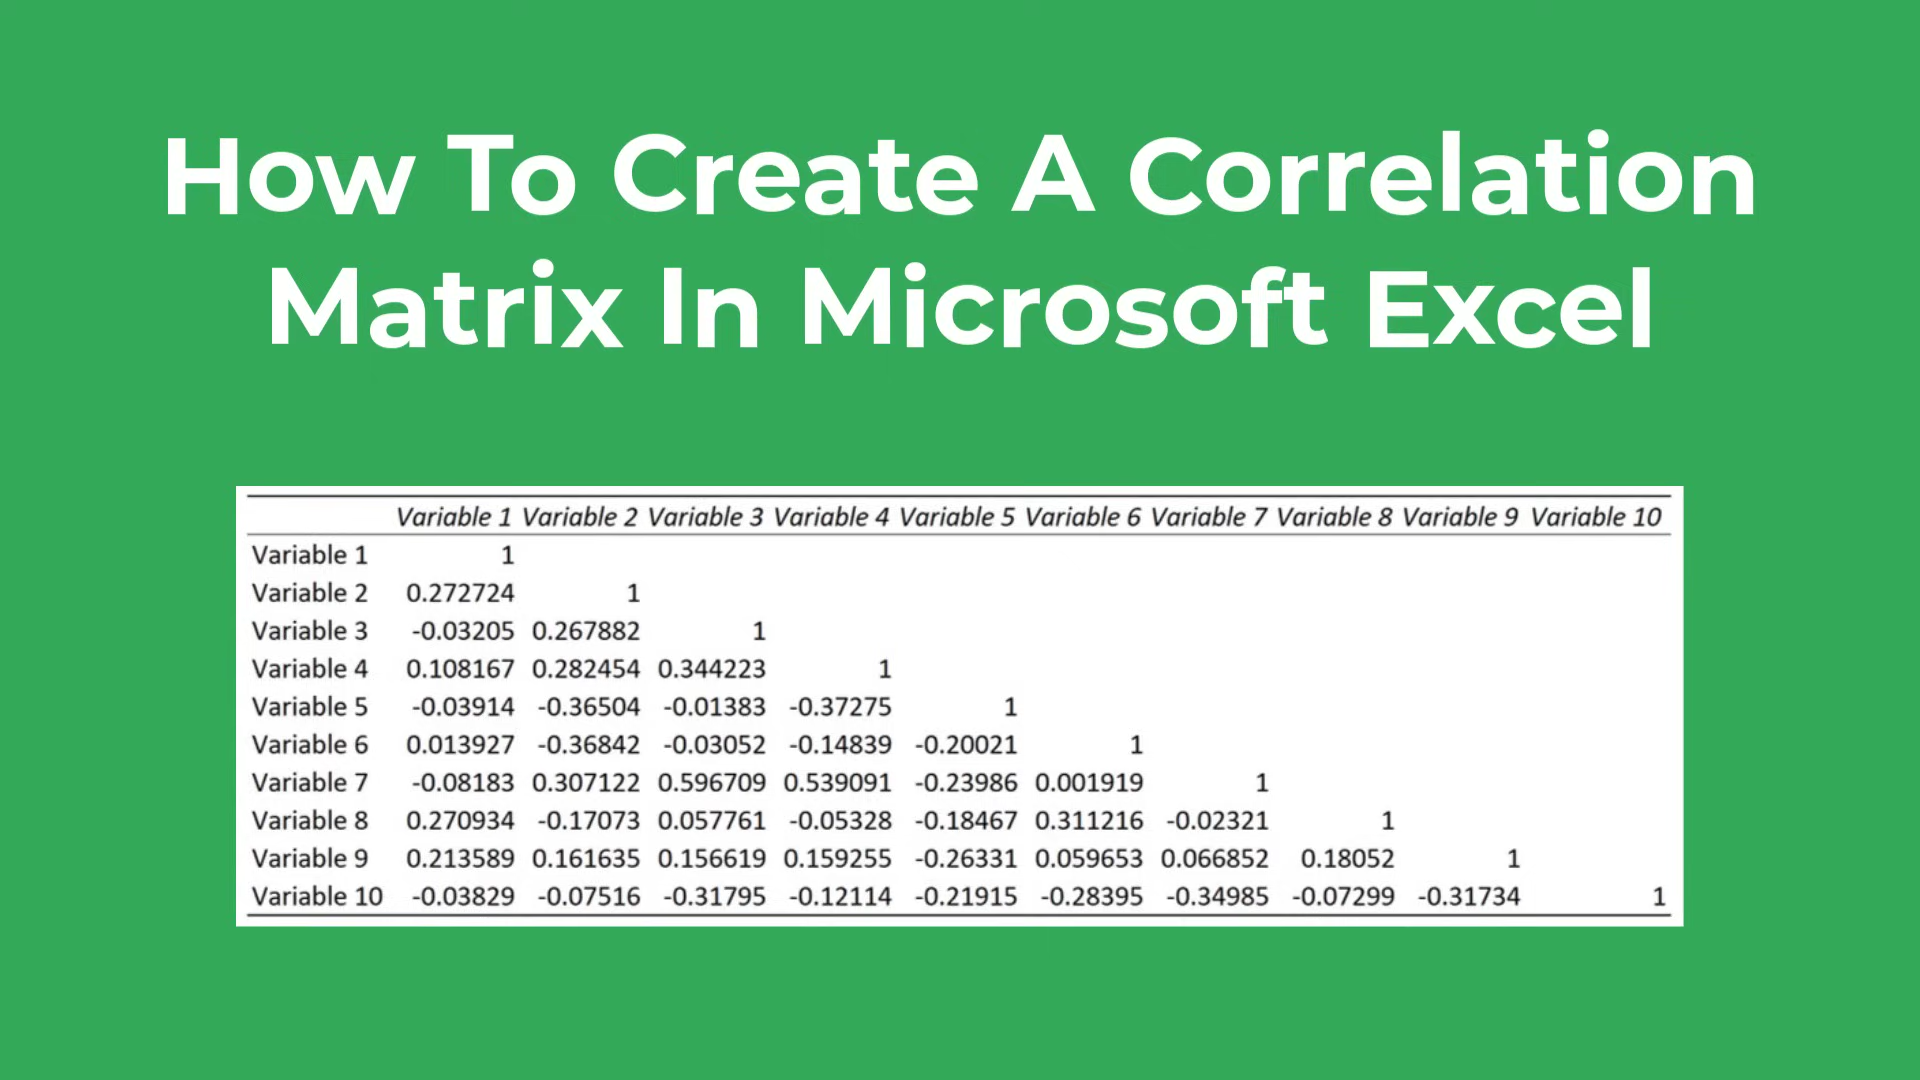 How To Create A Correlation
Matrix In Microsoft Excel
Variable 1 Variable 2 Variable 3 Variable 4 Variable 5 Variable 6 Variable 7 Variable 8 Variable 9 Variable 10
Variable 1 1
Variable 2 0.272724 1
Variable 3 -0.03205 0.267882 1
Variable 4 0.108167 0.282454 0.344223 1
Variable 5 -0.03914 -0.36504 -0.01383 -0.37275 1
Variable 6 0.013927 -0.36842 -0.03052 -0.14839 -0.20021 1
Variable 7 -0.08183 0.307122 0.596709 0.539091 -0.23986 0.001919 1
Variable 8 0.270934 -0.17073 0.057761 -0.05328 -0.18467 0.311216 -0.02321 1
Variable 9 0.213589 0.161635 0.156619 0.159255 -0.26331 0.059653 0.066852 0.18052 1
Variable 10 -0.03829 -0.07516 -0.31795 -0.12114 -0.21915 -0.28395 -0.34985 -0.07299 -0.31734 1